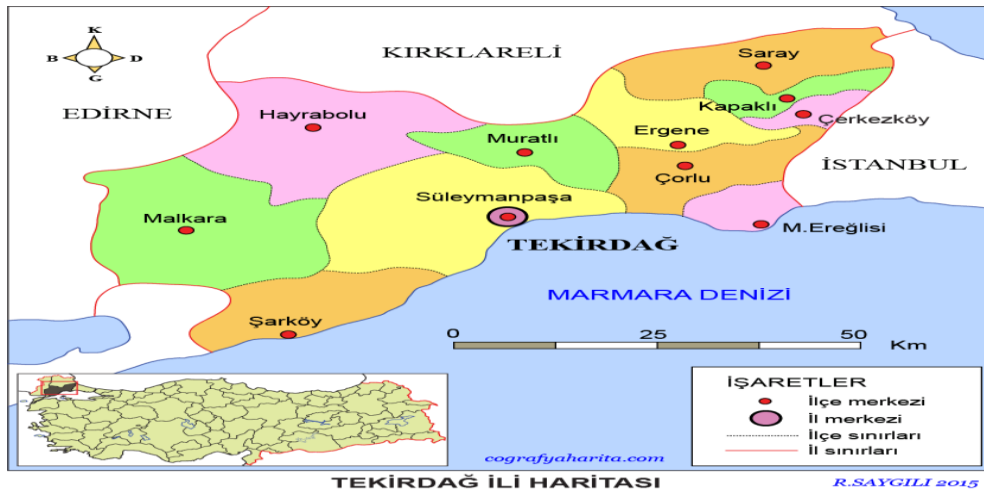 K
B D
G
KIRKLARELİ
EDİRNE
İSTANBUL
Saray
Kapaklı
Çerkezköy
Hayrabolu
Muratlı
Ergene
Çorlu
Süleymanpaşa
Malkara
M.Ereğlisi
TEKİRDAĞ
MARMARA DENİZİ
Şarköy
0 25 50
Km
İŞARETLER
İlçe merkezi
İl merkezi
İlçe sınırları
İl sınırları
cografyaharita.com
TEKİRDAĞ İLİ HARİTASI
R.SAYGILI 2015